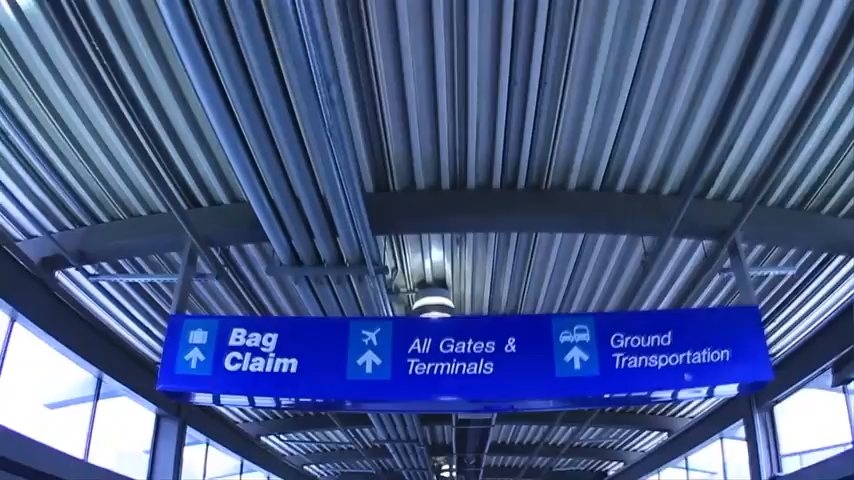 Bag
Claim
All Gates &
Terminals
Ground
Transportation